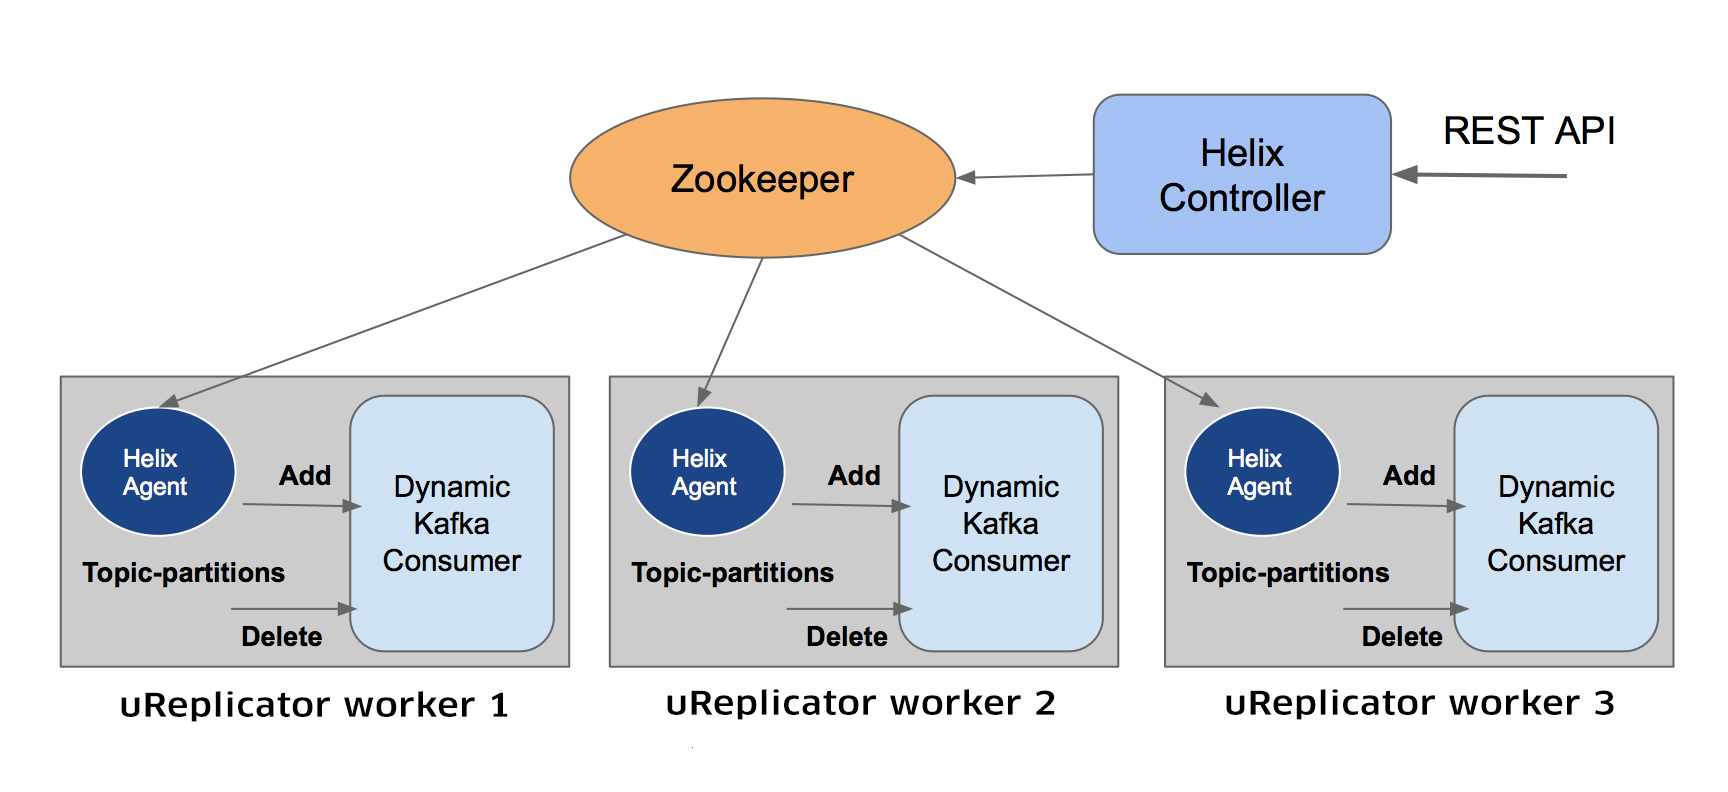 REST API
Helix
Controller
Zookeeper
Helix
Agent
Add
Dynamic
Kafka
Consumer
Topic-partitions
Delete
uReplicator worker 1
Helix
Agent
Add
Dynamic
Kafka
Consumer
Topic-partitions
Delete
uReplicator worker 2
Helix
Agent
Add
Dynamic
Kafka
Consumer
Topic-partitions
Delete
uReplicator worker 3